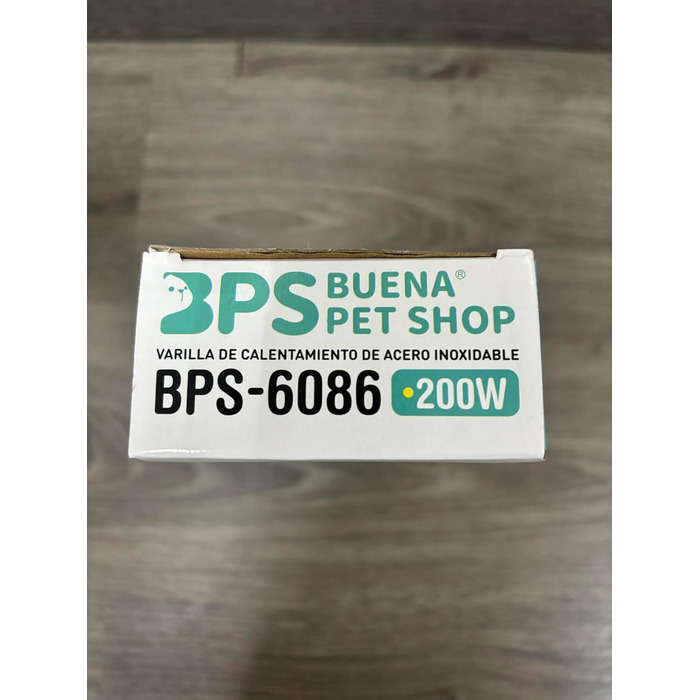 BPS BUENA®
PET SHOP
VARILLA DE CALENTAMIENTO DE ACERO INOXIDABLE
BPS-6086 •200W